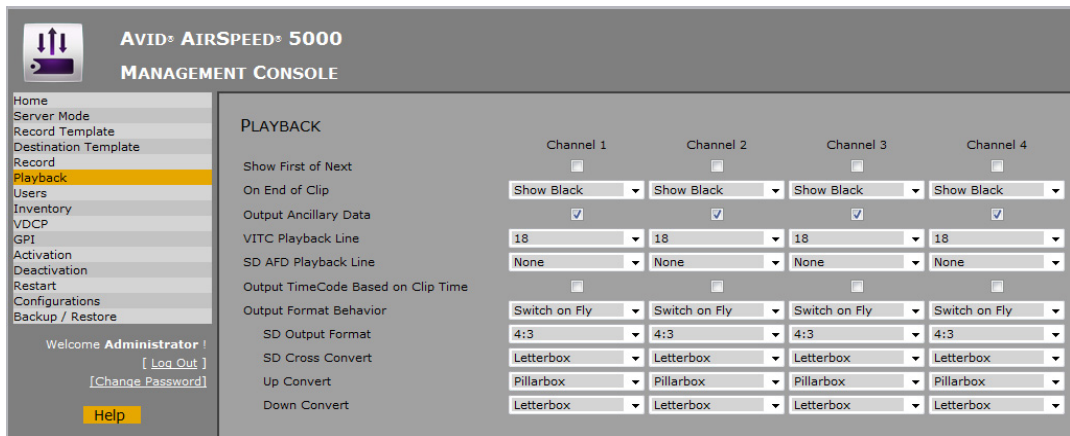 AVID® AIRSPEED® 5000
MANAGEMENT CONSOLE
Home
Server Mode
Record Template
Destination Template
Record
Playback
Users
Inventory
VDCP
GPI
Activation
Deactivation
Restart
Configurations
Backup / Restore
Welcome Administrator !
[ Log Out ]
[Change Password]
Help
PLAYBACK
Channel 1 Channel 2 Channel 3 Channel 4
Show First of Next
On End of Clip Show Black Show Black Show Black Show Black
Output Ancillary Data
VITC Playback Line 18 18 18 18
SD AFD Playback Line None None None None
Output TimeCode Based on Clip Time
Output Format Behavior Switch on Fly Switch on Fly Switch on Fly Switch on Fly
SD Output Format 4:3 4:3 4:3 4:3
SD Cross Convert Letterbox Letterbox Letterbox Letterbox
Up Convert Pillarbox Pillarbox Pillarbox Pillarbox
Down Convert Letterbox Letterbox Letterbox Letterbox